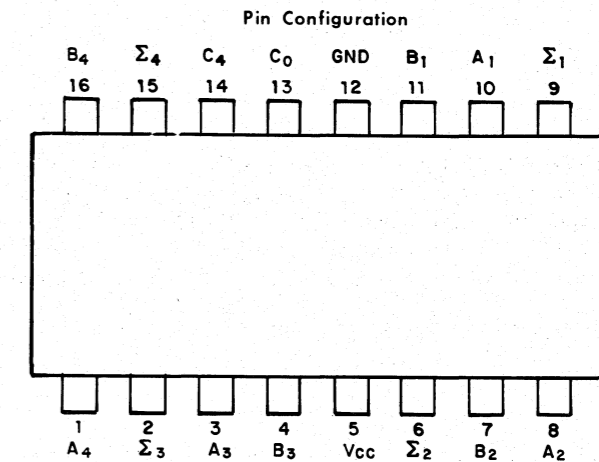 Pin Configuration
B₄ Σ₄ C₄ C₀ GND B₁ A₁ Σ₁
16 15 14 13 12 11 10 9
1 2 3 4 5 6 7 8
A₄ Σ₃ A₃ B₃ VCC Σ₂ B₂ A₂